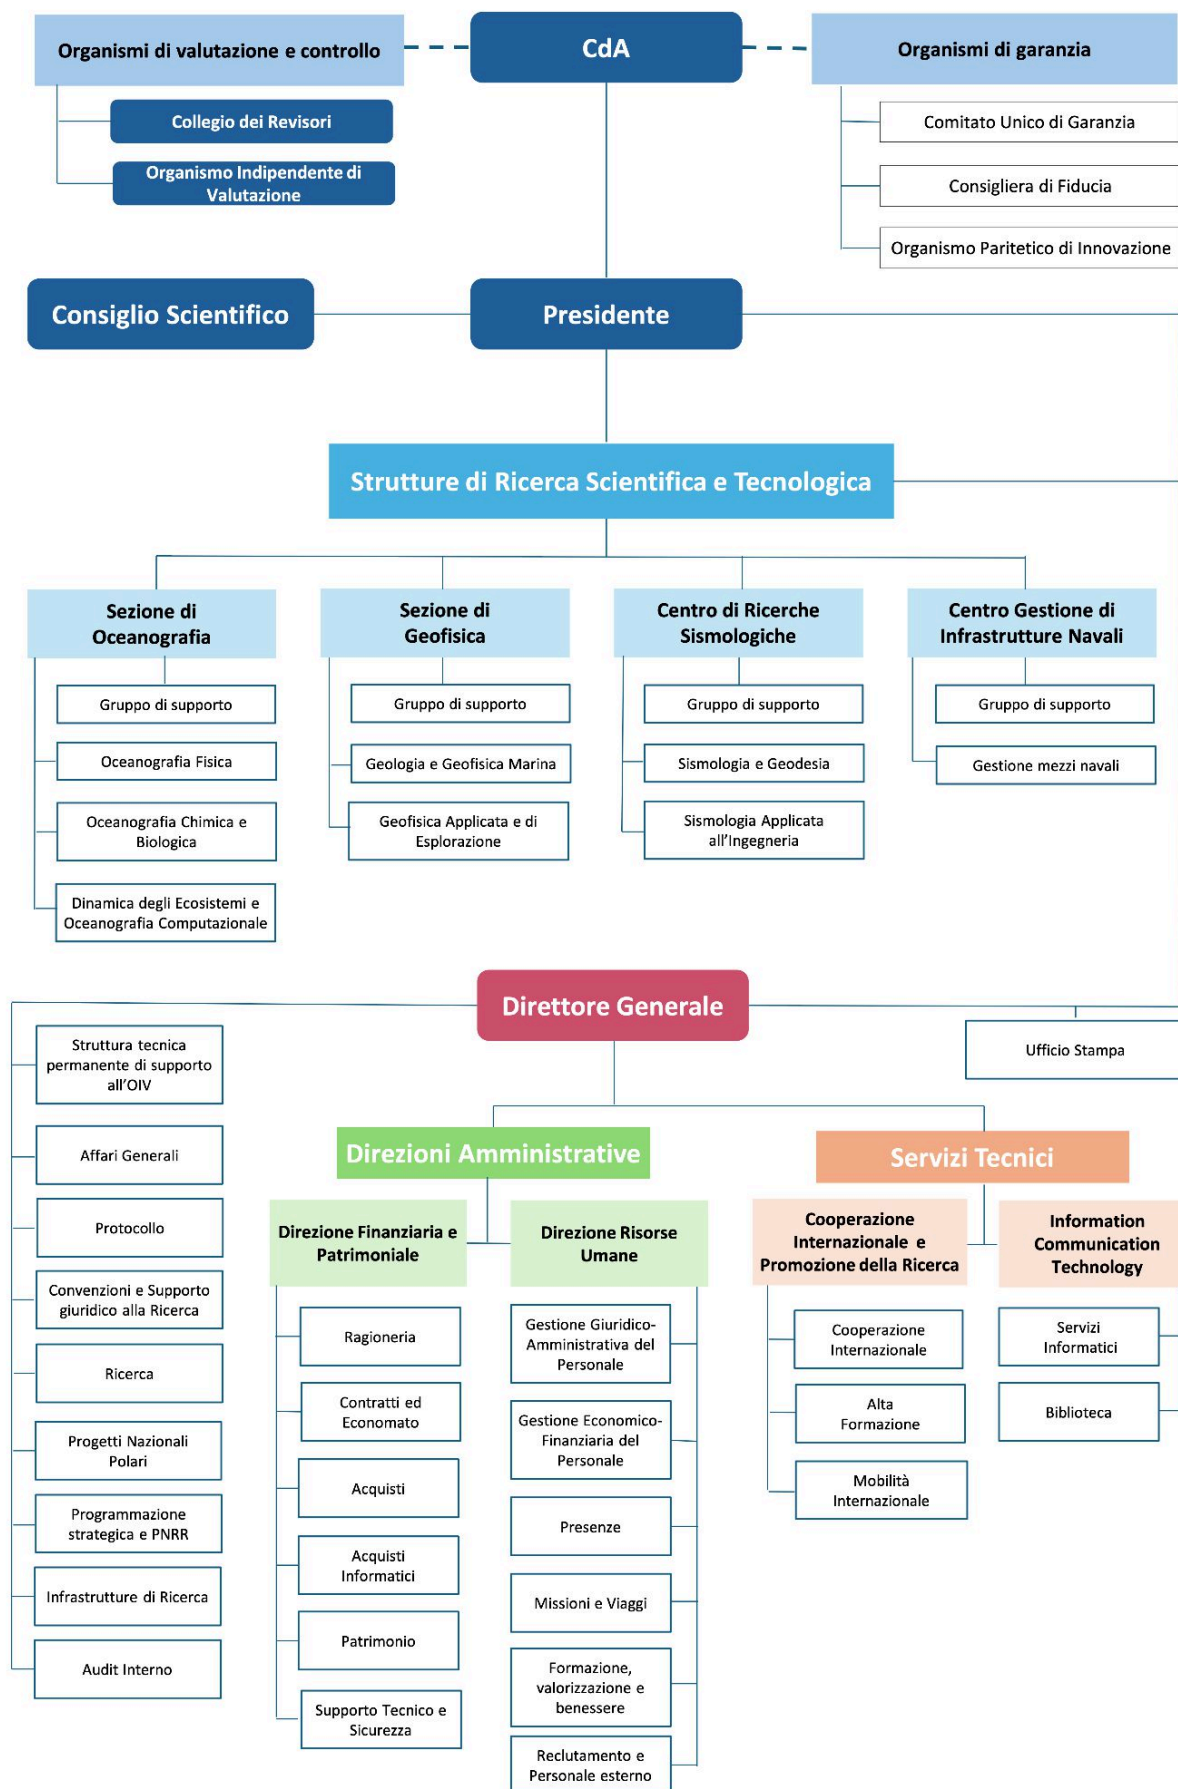 Organismi di valutazione e controllo
CdA
Organismi di garanzia
Collegio dei Revisori
Organismo Indipendente di
Valutazione
Comitato Unico di Garanzia
Consigliera di Fiducia
Organismo Paritetico di Innovazione
Consiglio Scientifico
Presidente
Strutture di Ricerca Scientifica e Tecnologica
Sezione di
Oceanografia
Gruppo di supporto
Oceanografia Fisica
Oceanografia Chimica e
Biologica
Dinamica degli Ecosistemi e
Oceanografia Computazionale
Sezione di
Geofisica
Gruppo di supporto
Geologia e Geofisica Marina
Geofisica Applicata e di
Esplorazione
Centro di Ricerche
Sismologiche
Gruppo di supporto
Sismologia e Geodesia
Sismologia Applicata
all'Ingegneria
Centro Gestione di
Infrastrutture Navali
Gruppo di supporto
Gestione mezzi navali
Direttore Generale
Ufficio Stampa
Struttura tecnica
permanente di supporto
all'OIV
Affari Generali
Protocollo
Convenzioni e Supporto
giuridico alla Ricerca
Ricerca
Progetti Nazionali
Polari
Programmazione
strategica e PNRR
Infrastrutture di Ricerca
Audit Interno
Direzioni Amministrative
Direzione Finanziaria e
Patrimoniale
Ragioneria
Contratti ed
Economato
Acquisti
Acquisti
Informatici
Patrimonio
Supporto Tecnico e
Sicurezza
Direzione Risorse
Umane
Gestione Giuridico-
Amministrativa del
Personale
Gestione Economico-
Finanziaria del
Personale
Presenze
Missioni e Viaggi
Formazione,
valorizzazione e
benessere
Reclutamento e
Personale esterno
Servizi Tecnici
Cooperazione
Internazionale e
Promozione della Ricerca
Cooperazione
Internazionale
Alta
Formazione
Mobilità
Internazionale
Information
Communication
Technology
Servizi
Informatici
Biblioteca